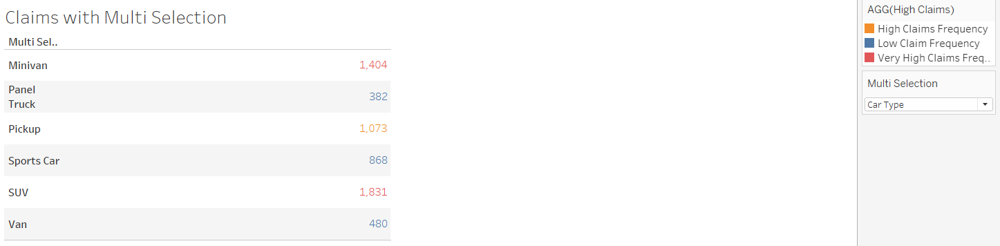 Claims with Multi Selection
Multi Sel..
Minivan 1,404
Panel
Truck 382
Pickup 1,073
Sports Car 868
SUV 1,831
Van 480
AGG(High Claims)
High Claims Frequency
Low Claim Frequency
Very High Claims Freq..
Multi Selection
Car Type